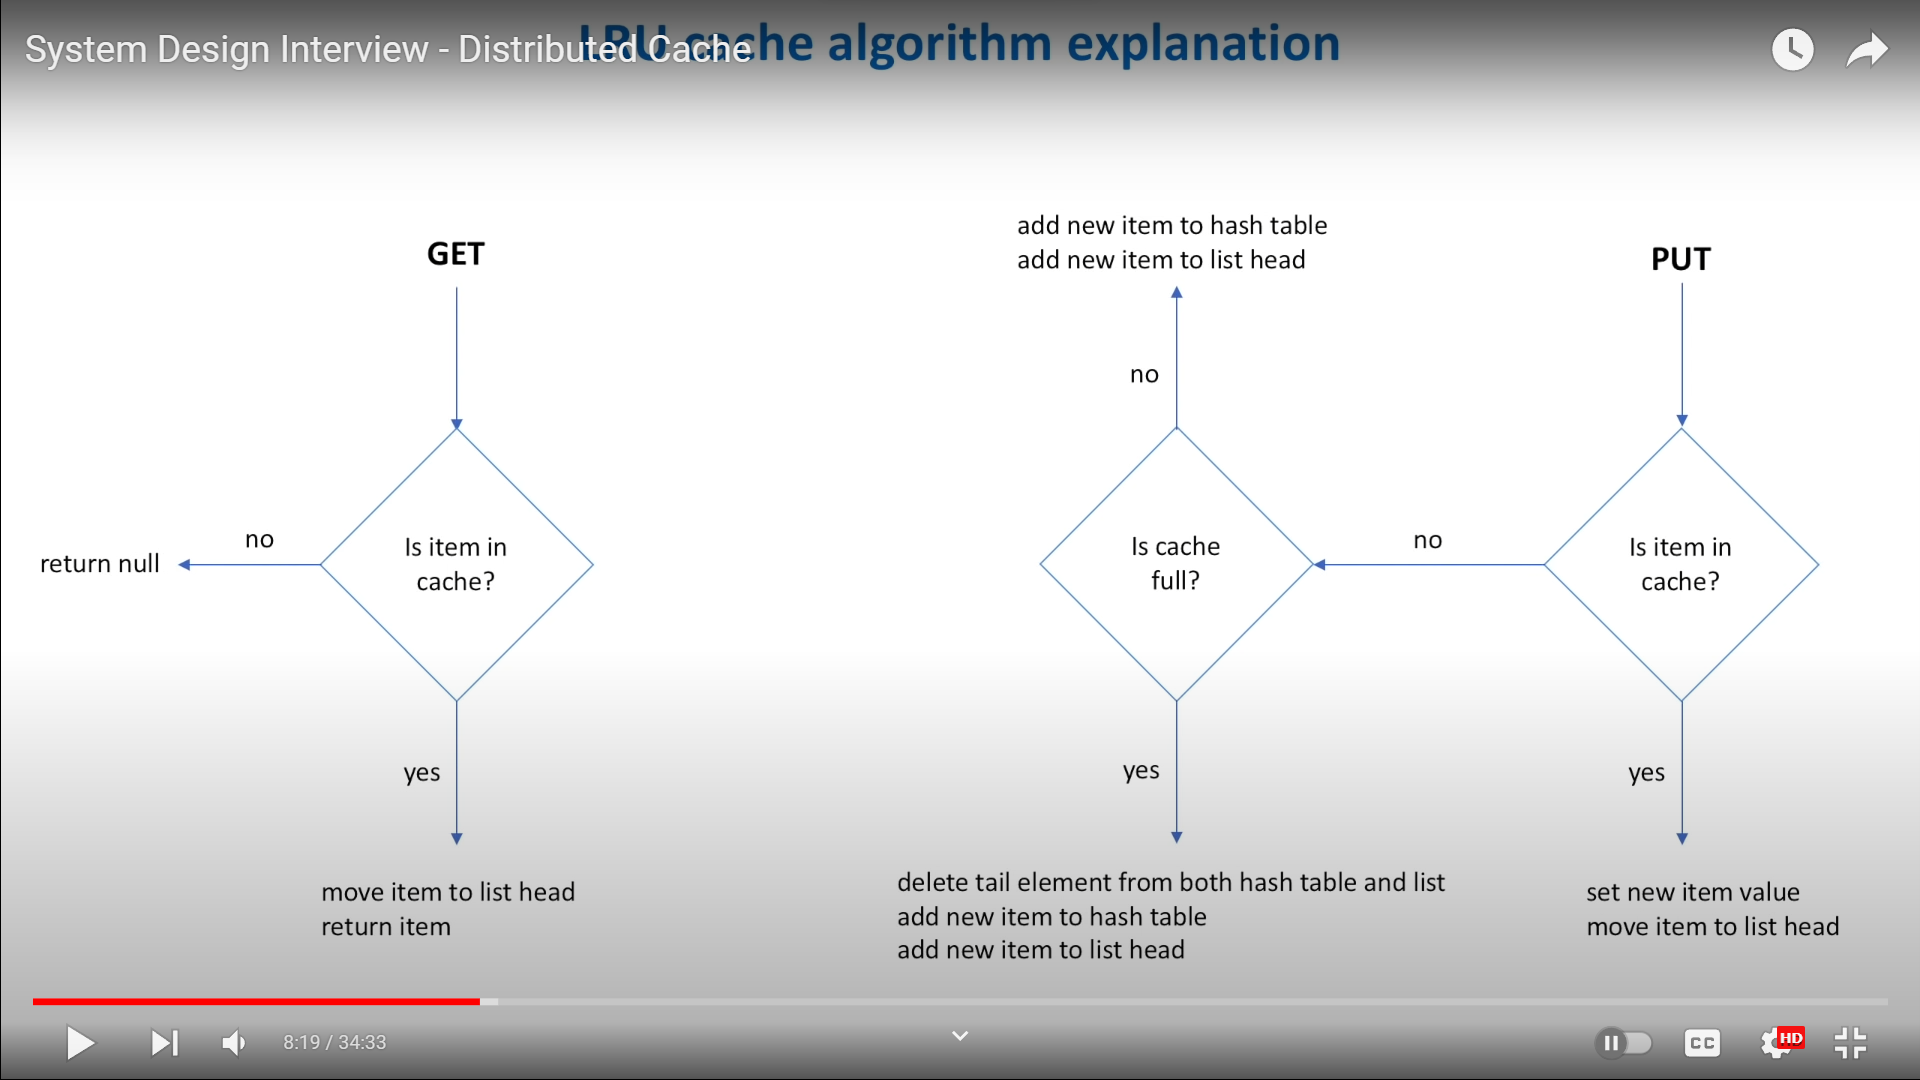 System Design Interview - Distributed Cache
LRU cache algorithm explanation
GET
Is item in
cache?
no
return null
yes
move item to list head
return item
PUT
Is item in
cache?
no
yes
set new item value
move item to list head
Is cache
full?
no
add new item to hash table
add new item to list head
yes
delete tail element from both hash table and list
add new item to hash table
add new item to list head
8:19 / 34:33
CC
HD